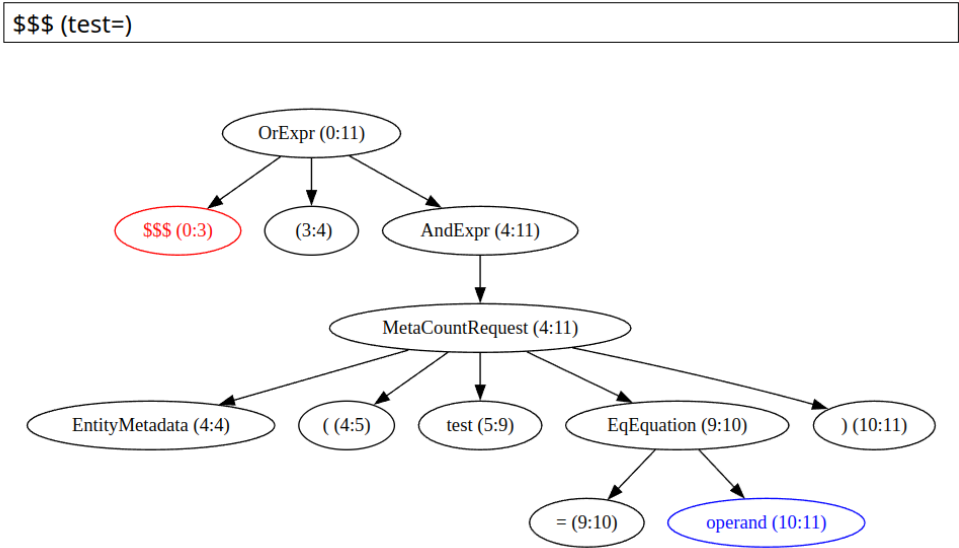 $$$ (test=)
OrExpr (0:11)
$$$ (0:3)
(3:4)
AndExpr (4:11)
MetaCountRequest (4:11)
EntityMetadata (4:4)
( (4:5)
test (5:9)
EqEquation (9:10)
) (10:11)
= (9:10)
operand (10:11)